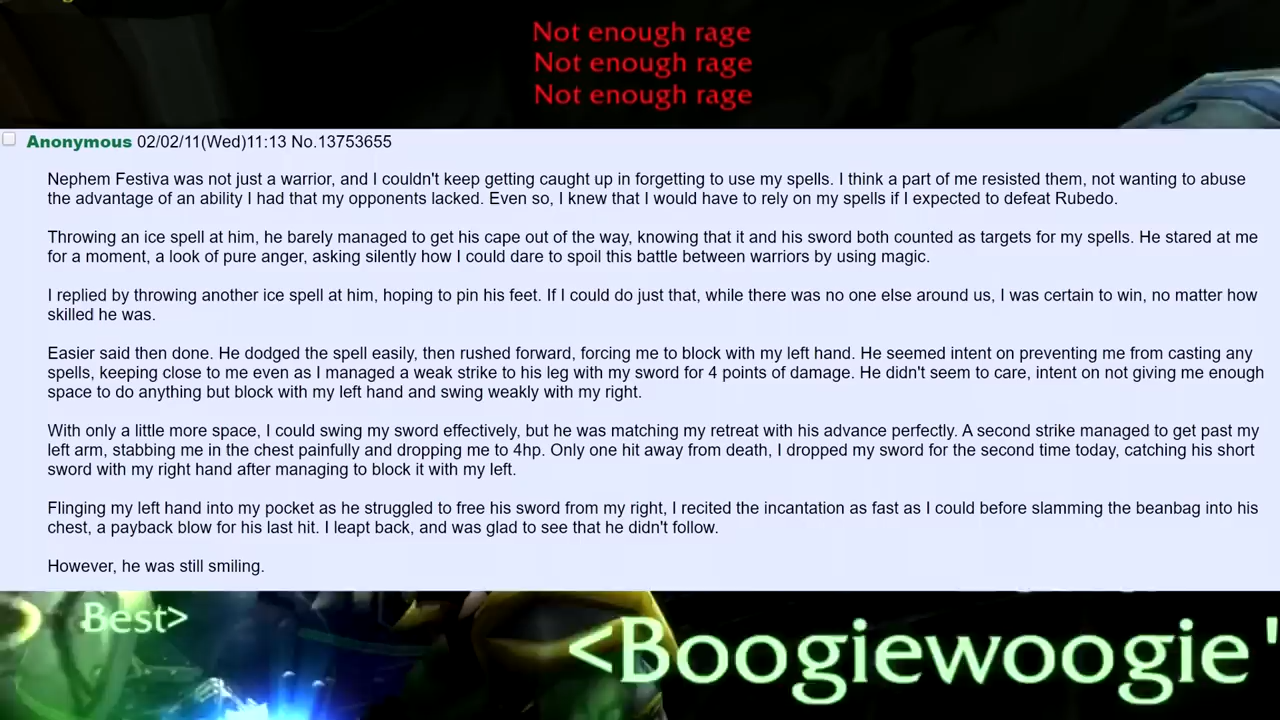 Not enough rage
Not enough rage
Not enough rage
Anonymous 02/02/11(Wed)11:13 No.13753655
Nephem Festiva was not just a warrior, and I couldn't keep getting caught up in forgetting to use my spells. I think a part of me resisted them, not wanting to abuse
the advantage of an ability I had that my opponents lacked. Even so, I knew that I would have to rely on my spells if I expected to defeat Rubedo.
Throwing an ice spell at him, he barely managed to get his cape out of the way, knowing that it and his sword both counted as targets for my spells. He stared at me
for a moment, a look of pure anger, asking silently how I could dare to spoil this battle between warriors by using magic.
I replied by throwing another ice spell at him, hoping to pin his feet. If I could do just that, while there was no one else around us, I was certain to win, no matter how
skilled he was.
Easier said then done. He dodged the spell easily, then rushed forward, forcing me to block with my left hand. He seemed intent on preventing me from casting any
spells, keeping close to me even as I managed a weak strike to his leg with my sword for 4 points of damage. He didn't seem to care, intent on not giving me enough
space to do anything but block with my left hand and swing weakly with my right.
With only a little more space, I could swing my sword effectively, but he was matching my retreat with his advance perfectly. A second strike managed to get past my
left arm, stabbing me in the chest painfully and dropping me to 4hp. Only one hit away from death, I dropped my sword for the second time today, catching his short
sword with my right hand after managing to block it with my left.
Flinging my left hand into my pocket as he struggled to free his sword from my right, I recited the incantation as fast as I could before slamming the beanbag into his
chest, a payback blow for his last hit. I leapt back, and was glad to see that he didn't follow.
However, he was still smiling.
Best>
<Boogiewoogie'